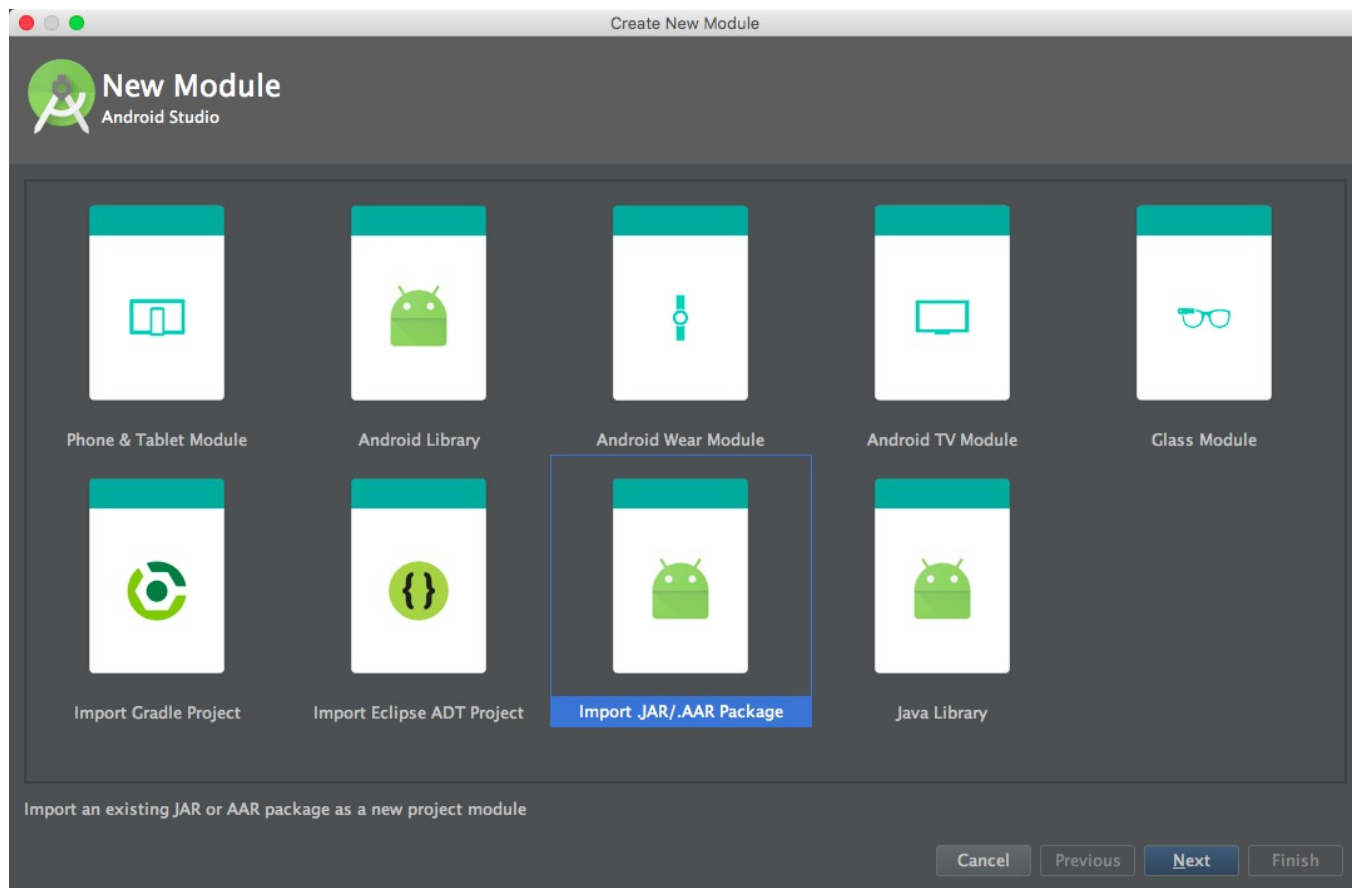 Create New Module
New Module
Android Studio
Phone & Tablet Module
Android Library
Android Wear Module
Android TV Module
Glass Module
{}
Import Gradle Project
Import Eclipse ADT Project
Import .JAR/.AAR Package
Java Library
Import an existing JAR or AAR package as a new project module
Cancel
Previous
Next
Finish